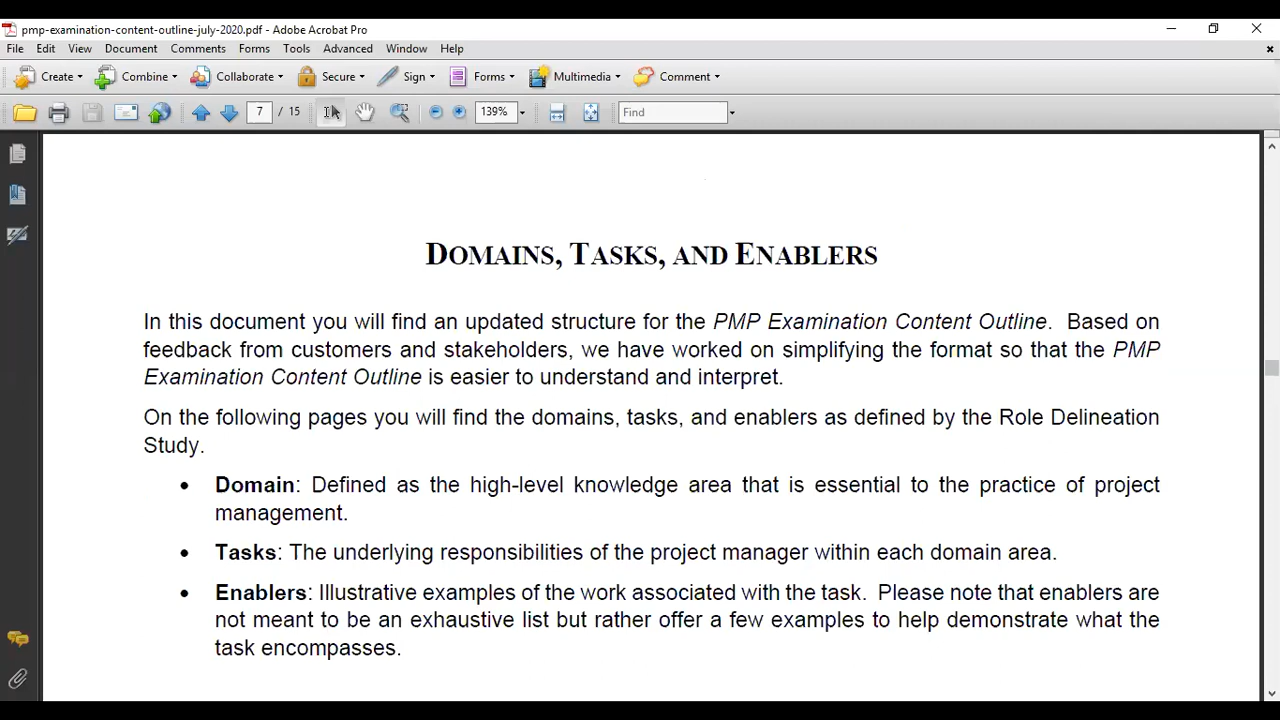 pmp-examination-content-outline-july-2020.pdf - Adobe Acrobat Pro
File Edit View Document Comments Forms Tools Advanced Window Help
Create Combine Collaborate Secure Sign Forms Multimedia Comment
7 / 15 139% Find
DOMAINS, TASKS, AND ENABLERS
In this document you will find an updated structure for the PMP Examination Content Outline. Based on
feedback from customers and stakeholders, we have worked on simplifying the format so that the PMP
Examination Content Outline is easier to understand and interpret.
On the following pages you will find the domains, tasks, and enablers as defined by the Role Delineation
Study.
• Domain: Defined as the high-level knowledge area that is essential to the practice of project
management.
• Tasks: The underlying responsibilities of the project manager within each domain area.
• Enablers: Illustrative examples of the work associated with the task. Please note that enablers are
not meant to be an exhaustive list but rather offer a few examples to help demonstrate what the
task encompasses.